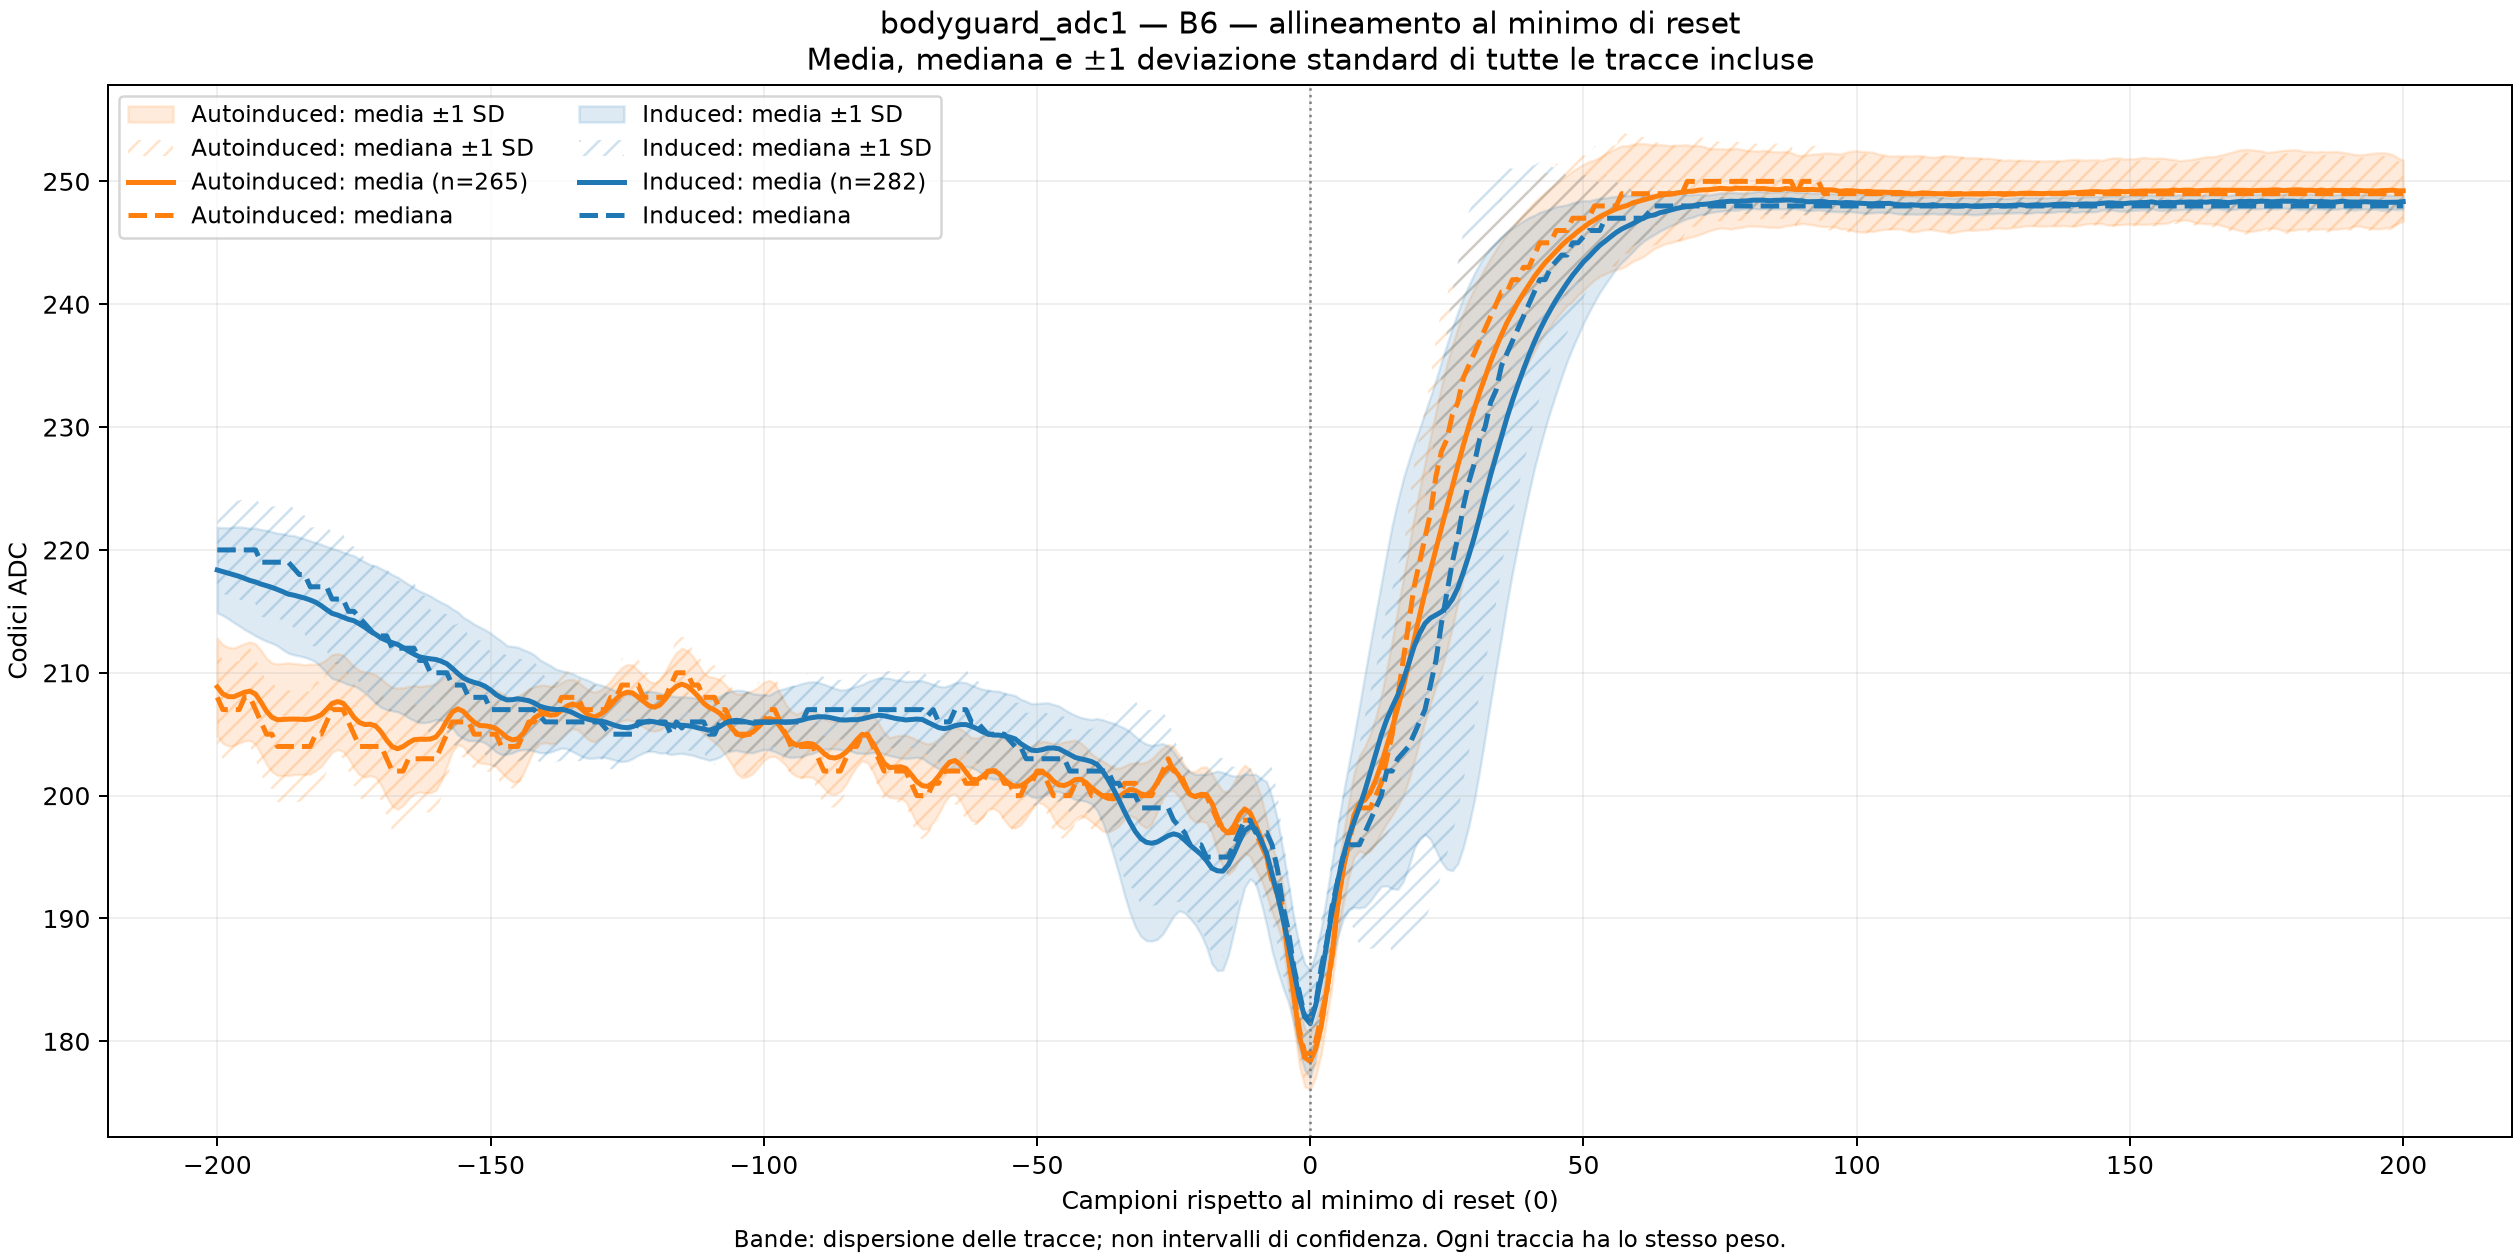 bodyguard_adc1 — B6 — allineamento al minimo di reset
Media, mediana e ±1 deviazione standard di tutte le tracce incluse
Autoinduced: media ±1 SD
Autoinduced: mediana ±1 SD
Autoinduced: media (n=265)
Autoinduced: mediana
Induced: media ±1 SD
Induced: mediana ±1 SD
Induced: media (n=282)
Induced: mediana
Codici ADC
250
240
230
220
210
200
190
180
−200
−150
−100
−50
0
50
100
150
200
Campioni rispetto al minimo di reset (0)
Bande: dispersione delle tracce; non intervalli di confidenza. Ogni traccia ha lo stesso peso.